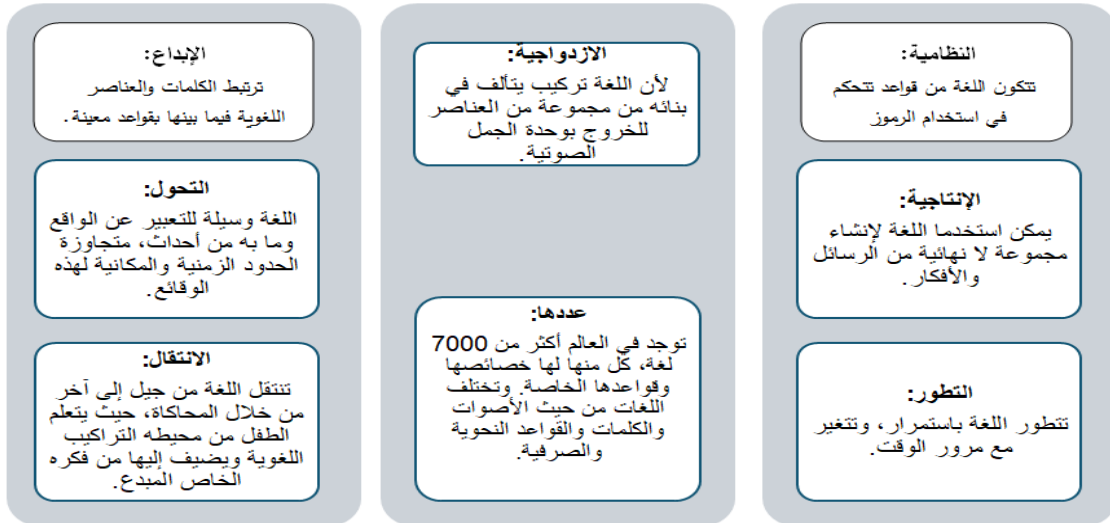 النظامية:
تتكون اللغة من قواعد تتحكم
في استخدام الرموز
الإنتاجية:
يمكن استخدما اللغة لإنشاء
مجموعة لا نهائية من الرسائل
والأفكار.
التطور:
تتطور اللغة باستمرار، وتتغير
مع مرور الوقت.
الازدواجية:
لأن اللغة تركيب يتألف في
بنائه من مجموعة من العناصر
للخروج بوحدة الجمل
الصوتية.
عددها:
توجد في العالم أكثر من 7000
لغة، كل منها لها خصائصها
وقواعدها الخاصة. وتختلف
اللغات من حيث الأصوات
والكلمات والقواعد النحوية
والصرفية.
الإبداع:
ترتبط الكلمات والعناصر
اللغوية فيما بينها بقواعد معينة.
التحول:
اللغة وسيلة للتعبير عن الواقع
وما به من أحداث، متجاوزة
الحدود الزمنية والمكانية لهذه
الوقائع.
الانتقال:
تنتقل اللغة من جيل إلى آخر
من خلال المحاكاة، حيث يتعلم
الطفل من محيطه التراكيب
اللغوية ويضيف إليها من فكره
الخاص المبدع.